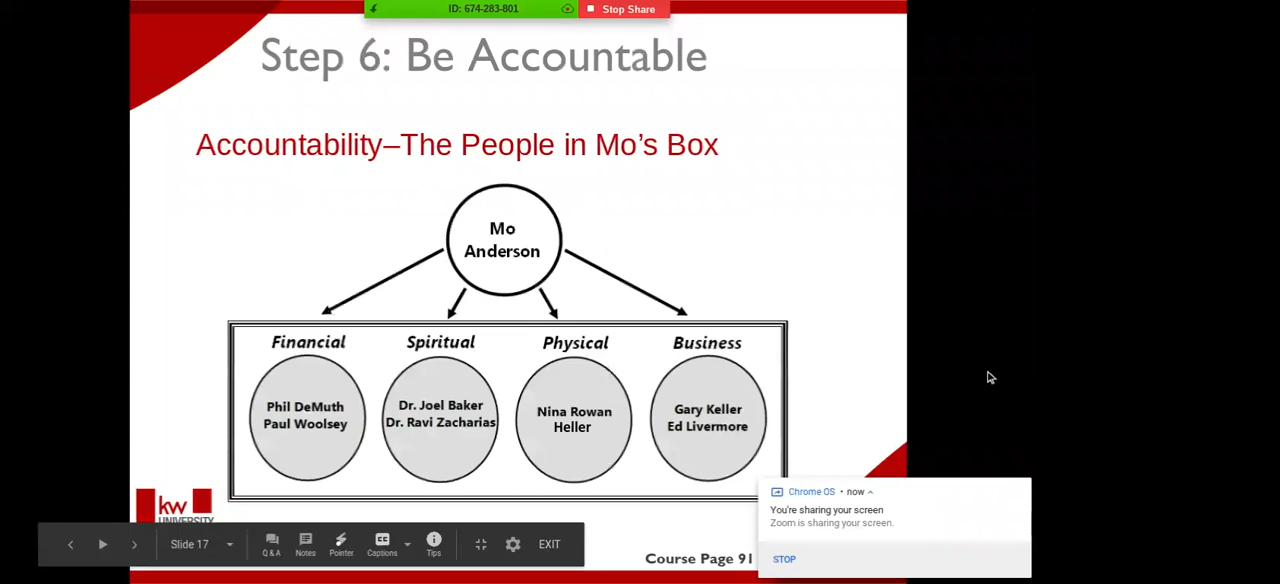 ID: 674-283-801
Stop Share
Step 6: Be Accountable
Accountability–The People in Mo's Box
Mo
Anderson
Financial
Spiritual
Physical
Business
Phil DeMuth
Paul Woolsey
Dr. Joel Baker
Dr. Ravi Zacharias
Nina Rowan
Heller
Gary Keller
Ed Livermore
kw
UNIVERSITY
Chrome OS • now
You're sharing your screen
Zoom is sharing your screen.
STOP
Slide 17
Q & A
Notes
Pointer
Captions
Tips
EXIT
Course Page 91